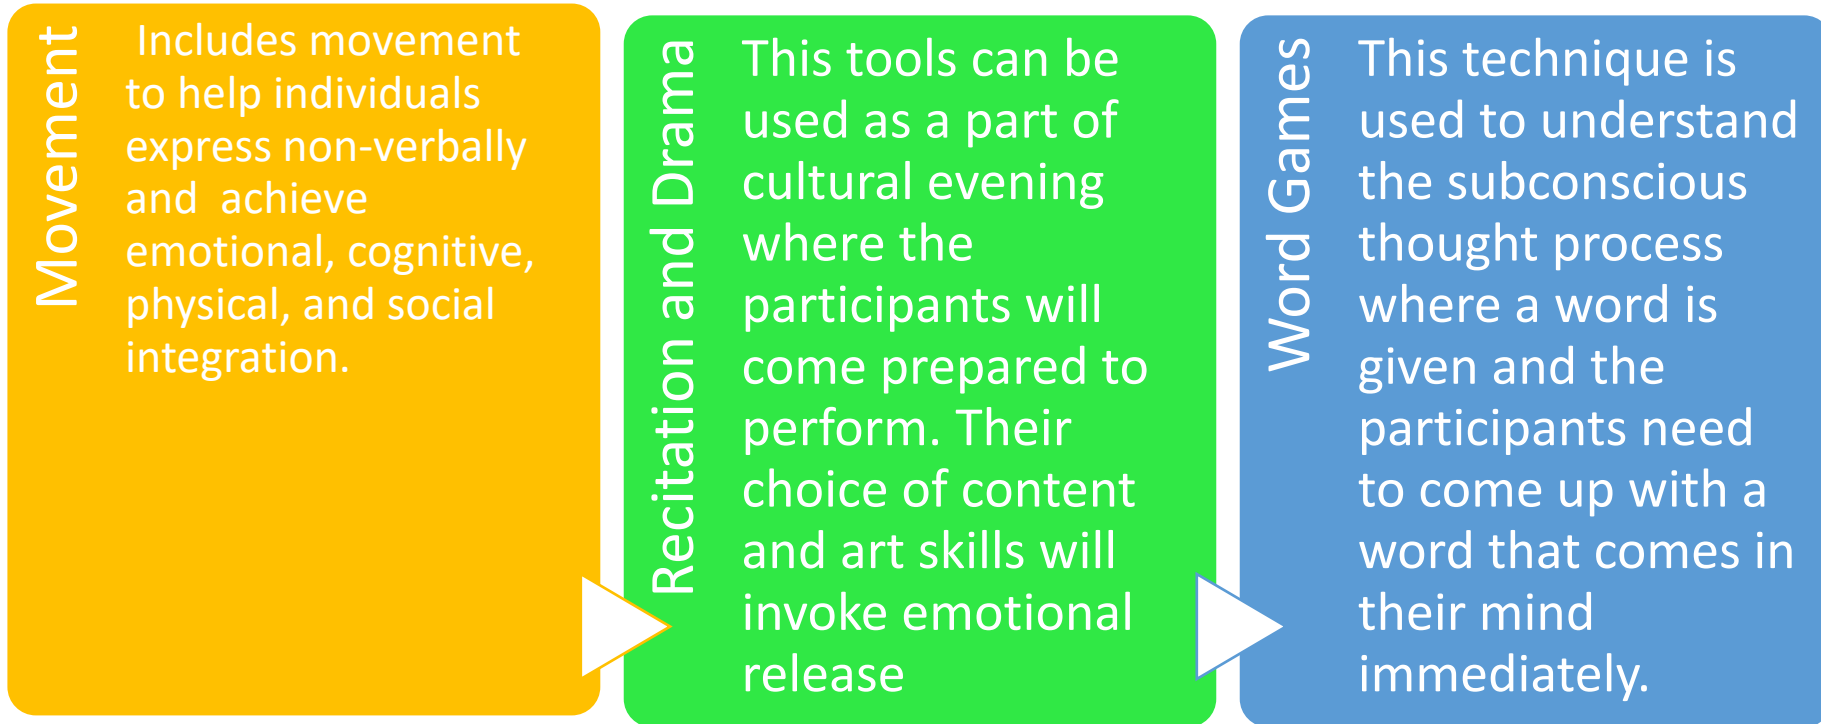 Movement
Includes movement
to help individuals
express non-verbally
and achieve
emotional, cognitive,
physical, and social
integration.
Recitation and Drama
This tools can be
used as a part of
cultural evening
where the
participants will
come prepared to
perform. Their
choice of content
and art skills will
invoke emotional
release
Word Games
This technique is
used to understand
the subconscious
thought process
where a word is
given and the
participants need
to come up with a
word that comes in
their mind
immediately.